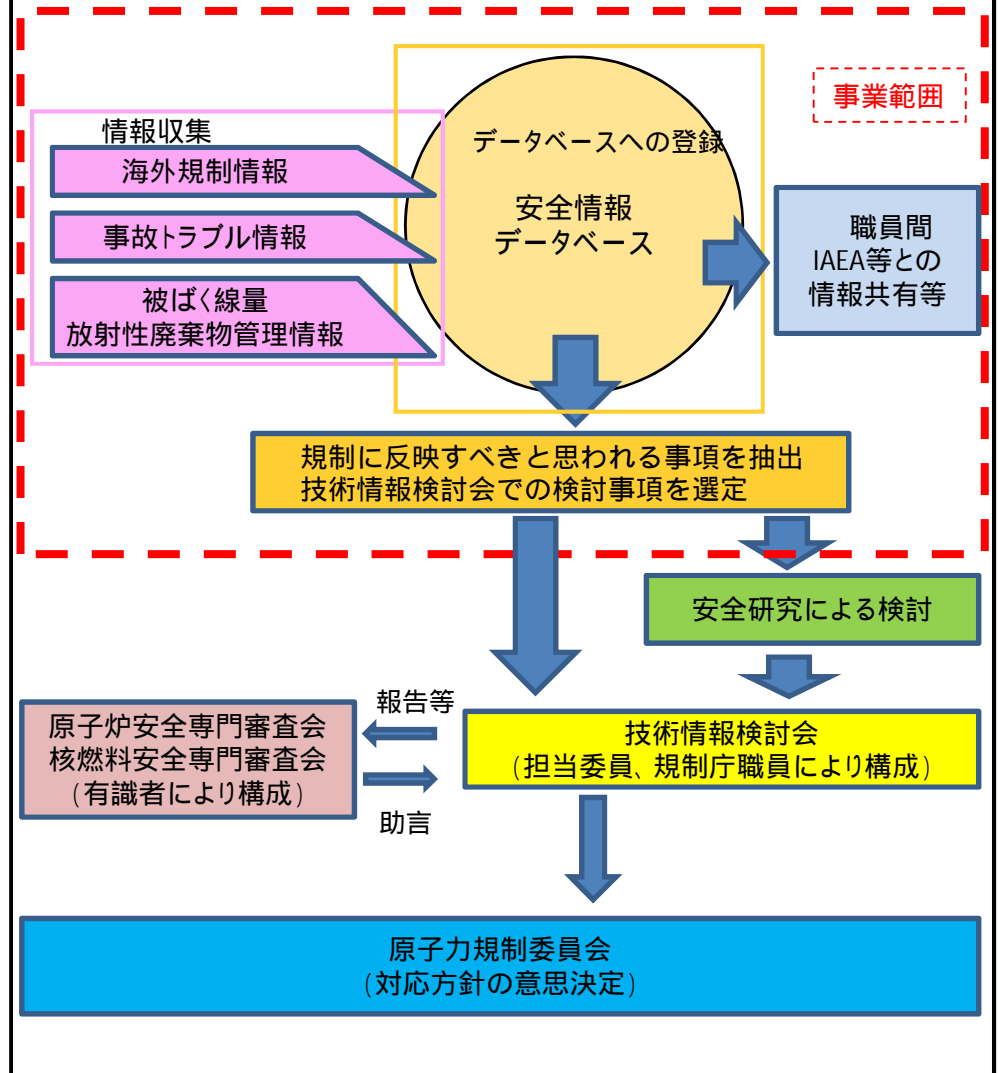 事業範囲
情報収集
海外規制情報
事故トラブル情報
被ばく線量
放射性廃棄物管理情報
データベースへの登録
安全情報
データベース
職員間
IAEA等との
情報共有等
規制に反映すべきと思われる事項を抽出
技術情報検討会での検討事項を選定
安全研究による検討
報告等
原子炉安全専門審査会
核燃料安全専門審査会
(有識者により構成)
助言
技術情報検討会
(担当委員、規制庁職員により構成)
原子力規制委員会
(対応方針の意思決定)